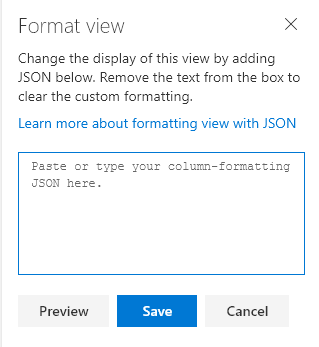 Format view
Change the display of this view by adding
JSON below. Remove the text from the box to
clear the custom formatting.
Learn more about formatting view with JSON
Paste or type your column-formatting
JSON here.
Preview Save Cancel